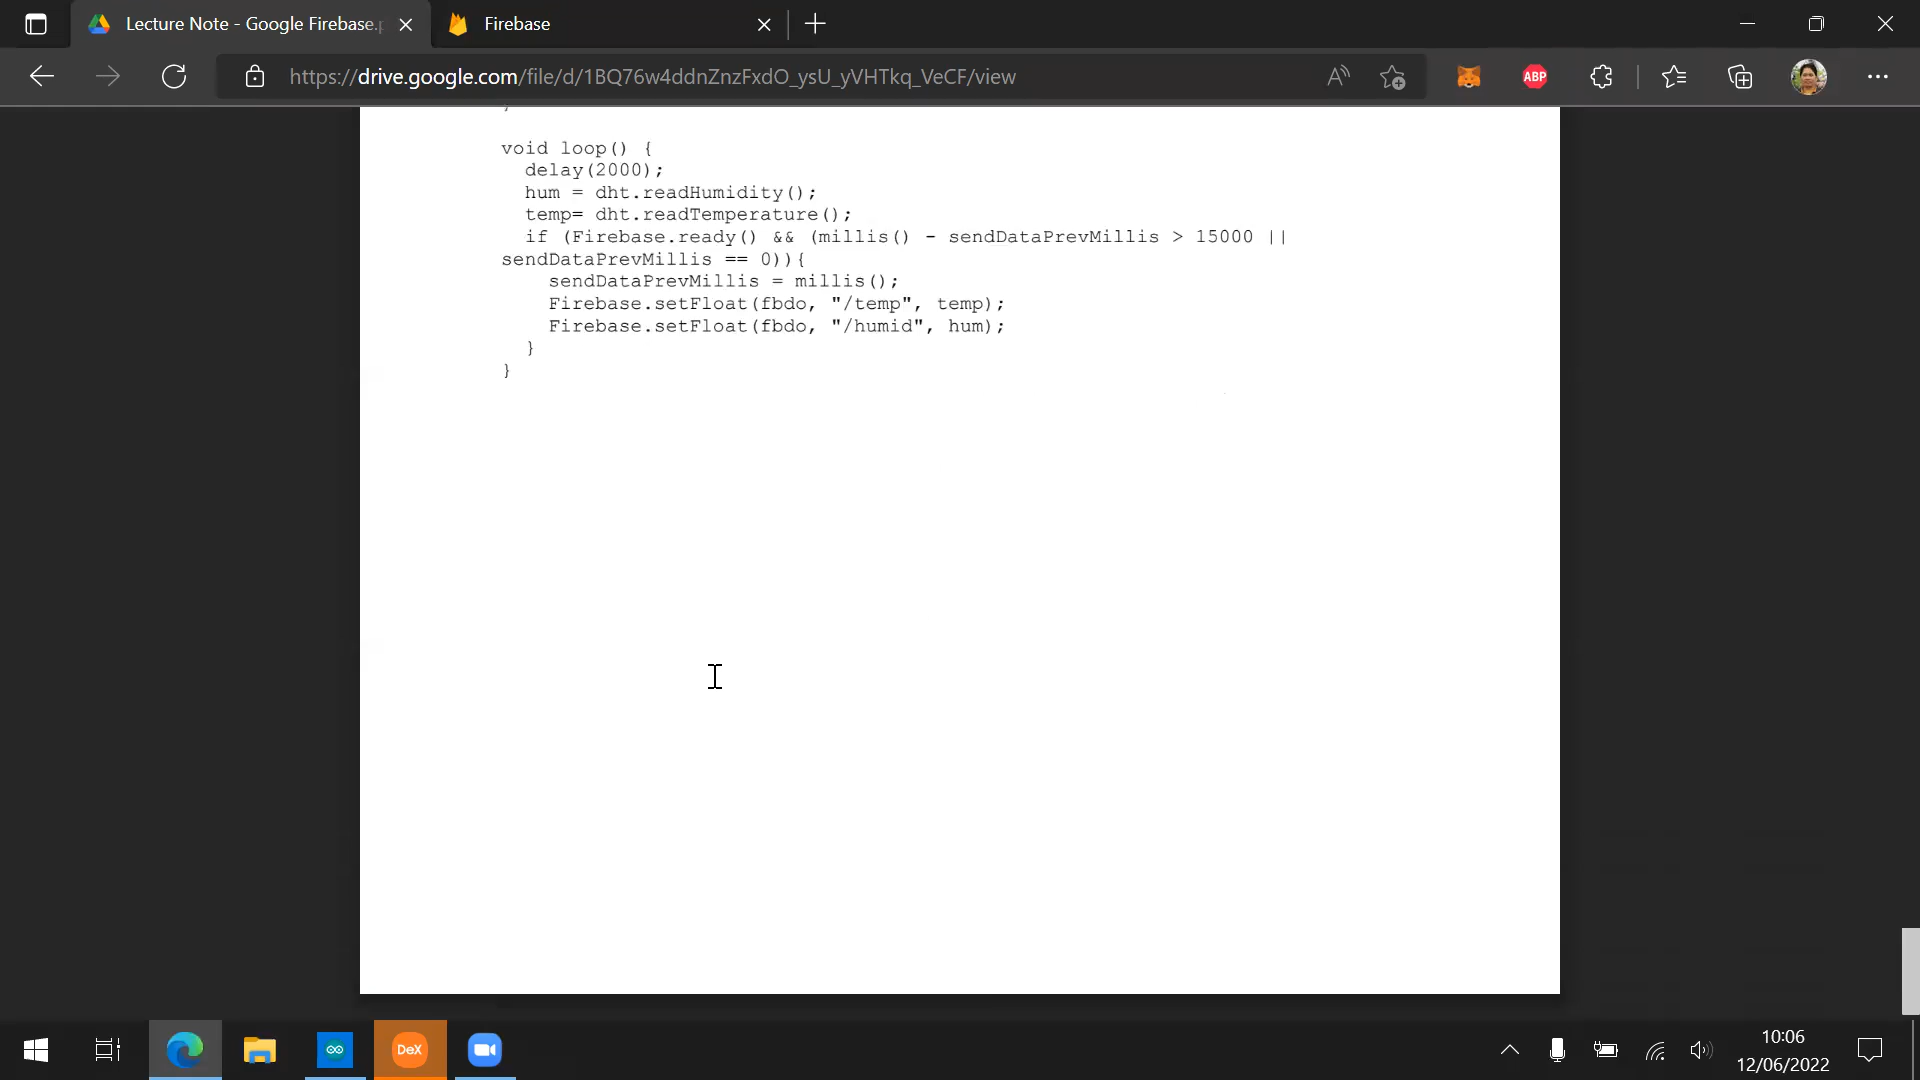 Lecture Note - Google Firebase.p
Firebase
https://drive.google.com/file/d/1BQ76w4ddnZnzFxdO_ysU_yVHTkq_VeCF/view
ABP
}
void loop() {
  delay(2000);
  hum = dht.readHumidity();
  temp= dht.readTemperature();
  if (Firebase.ready() && (millis() - sendDataPrevMillis > 15000 ||
sendDataPrevMillis == 0)){
    sendDataPrevMillis = millis();
    Firebase.setFloat(fbdo, "/temp", temp);
    Firebase.setFloat(fbdo, "/humid", hum);
  }
}
DeX
10:06
12/06/2022